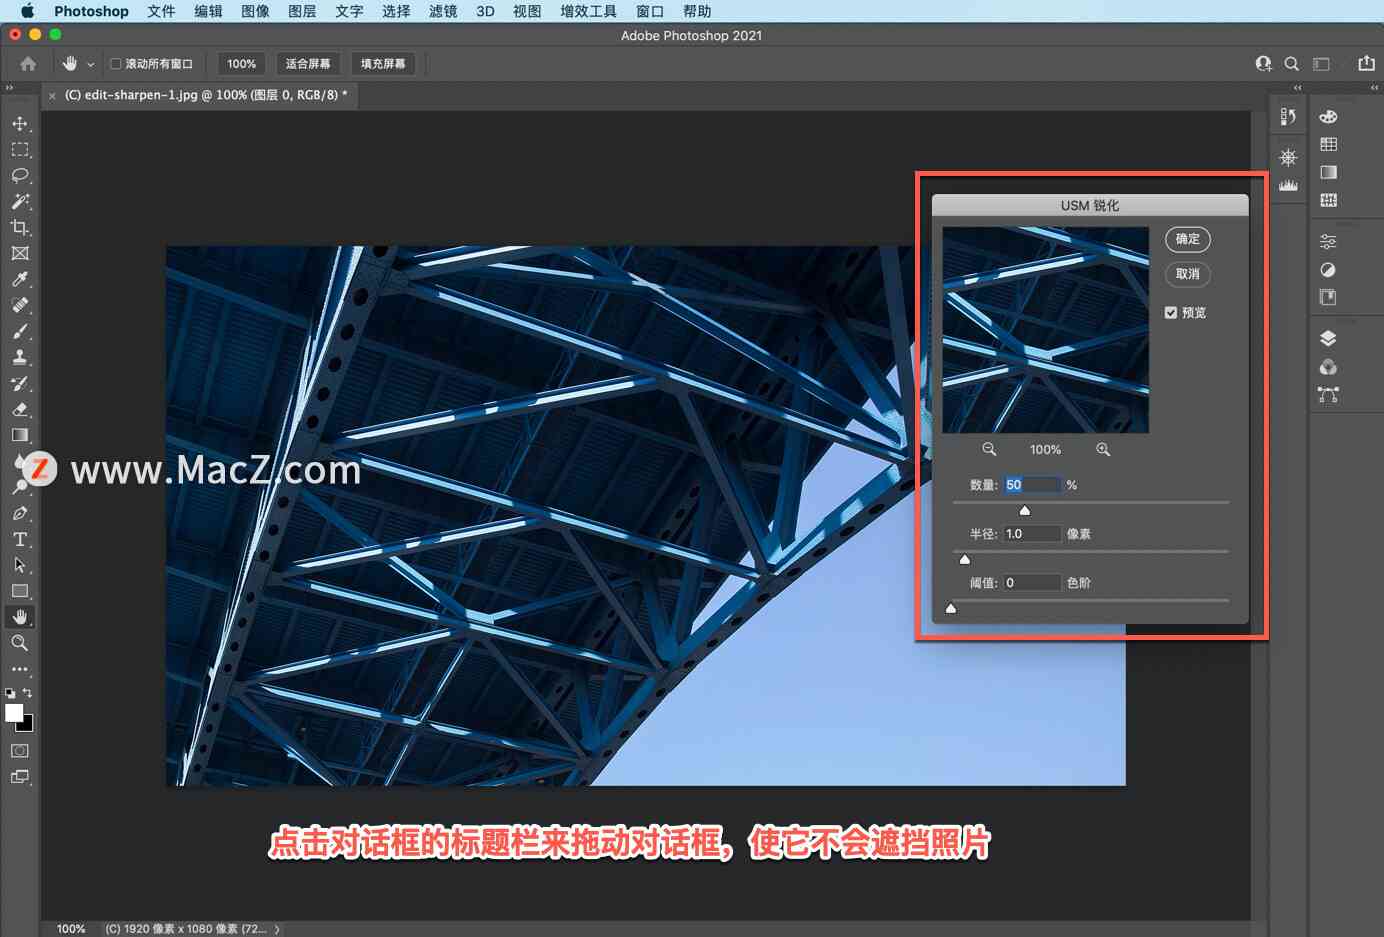 Photoshop 文件 编辑 图像 图层 文字 选择 滤镜 3D 视图 增效工具 窗口 帮助
Adobe Photoshop 2021
滚动所有窗口 100% 适合屏幕 填充屏幕
× (C) edit-sharpen-1.jpg @ 100% (图层 0, RGB/8) *
USM 锐化
确定
取消
预览
100%
数量: 50 %
半径: 1.0 像素
阈值: 0 色阶
Z www.MacZ.com
点击对话框的标题栏来拖动对话框，使它不会遮挡照片
100% (C) 1920 像素 x 1080 像素 (72...